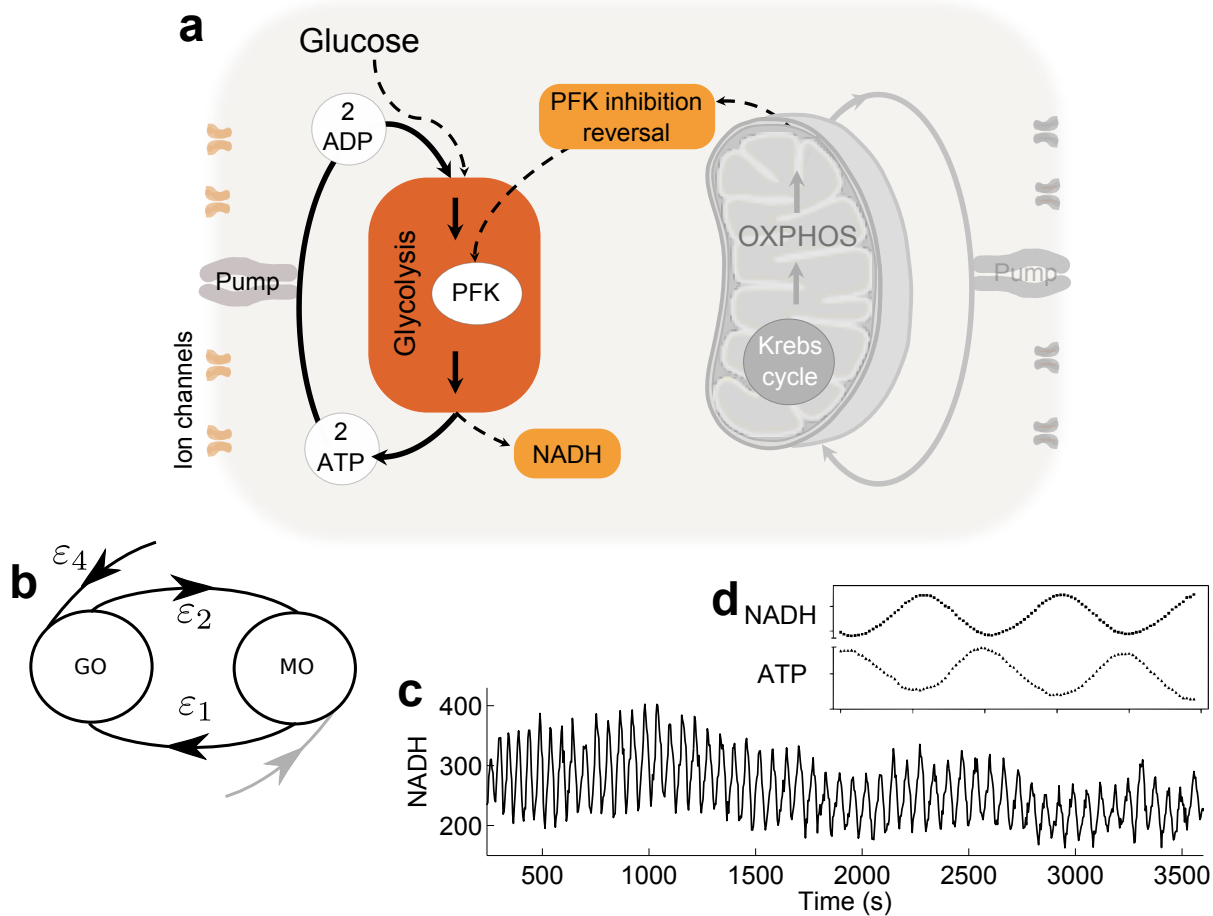 a
Glucose
2
ADP
PFK inhibition
reversal
OXPHOS
Glycolysis
PFK
Pump
Pump
Krebs
cycle
Ion channels
2
ATP
NADH
b
ε4
ε2
GO
MO
ε1
d
NADH
ATP
c
400
300
200
NADH
500
1000
1500
2000
2500
3000
3500
Time (s)